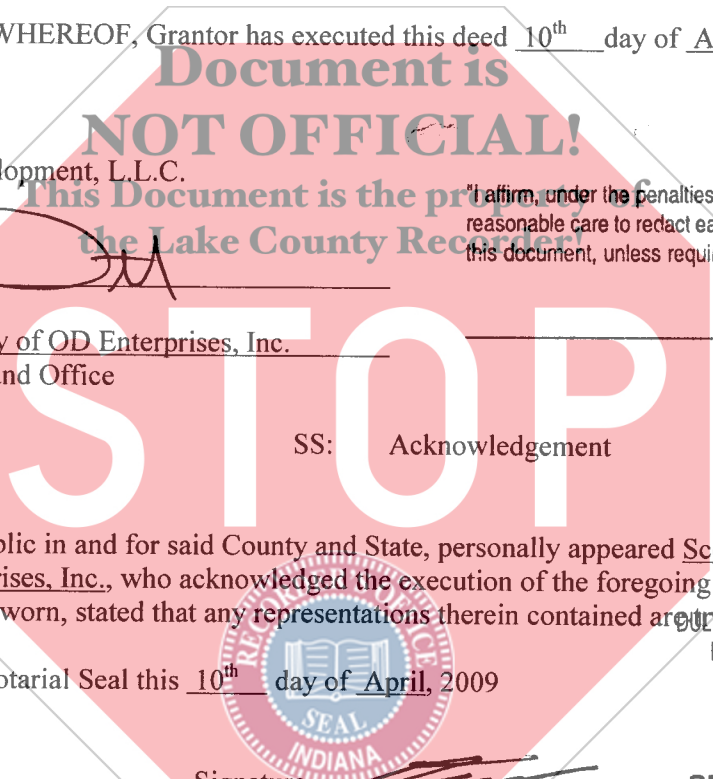 WHEREOF, Grantor has executed this deed 10th day of A
Document is
NOT OFFICIAL!
lopment, L.L.C.
This Document is the property of
the Lake County Recorder!
"I affirm, under the penalties
reasonable care to redact ea
this document, unless requi
y of OD Enterprises, Inc.
and Office
STOP
SS: Acknowledgement
blic in and for said County and State, personally appeared Sc
rises, Inc., who acknowledged the execution of the foregoing
worn, stated that any representations therein contained are
DUL
otarial Seal this 10th day of April, 2009
RECORDER'S OFFICE
SEAL
INDIANA
Signature